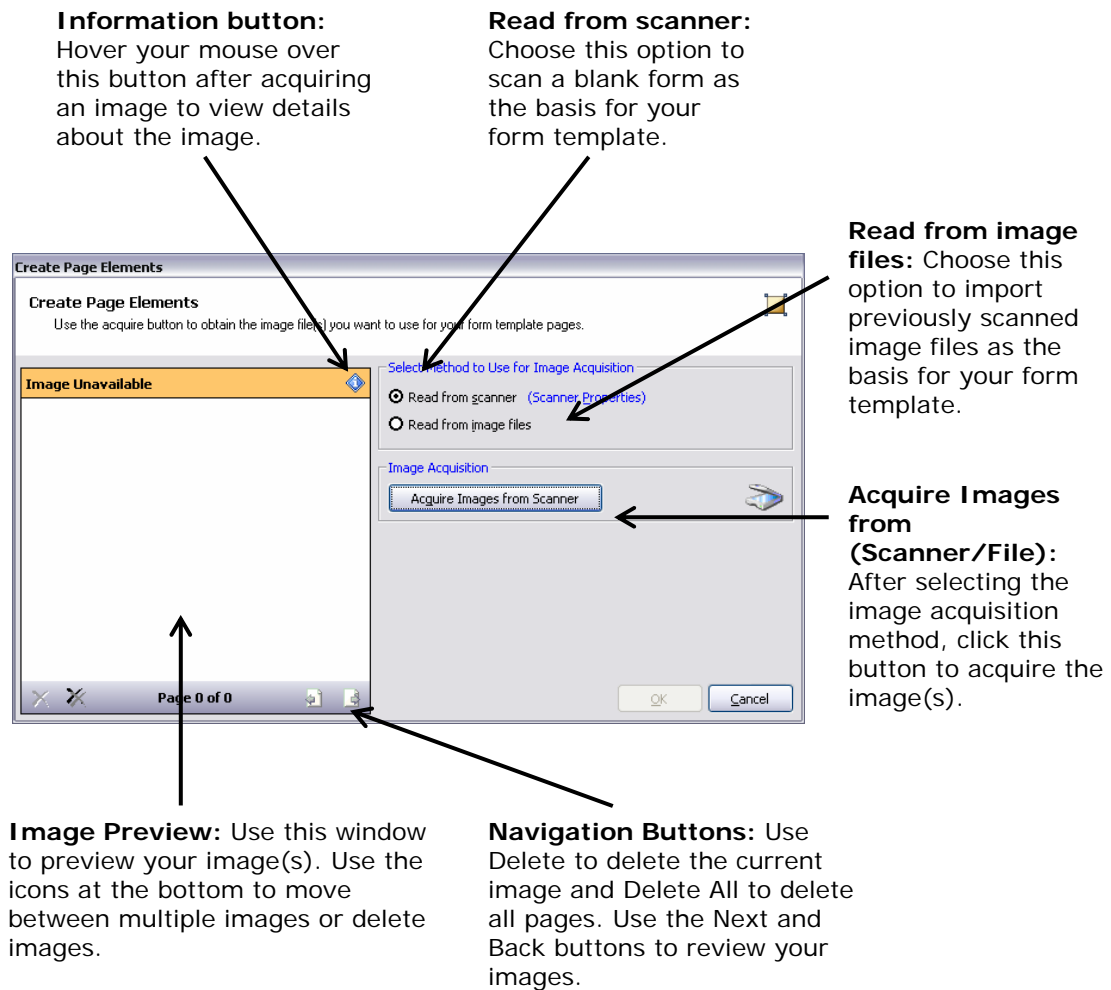 Information button:
Hover your mouse over
this button after acquiring
an image to view details
about the image.
Read from scanner:
Choose this option to
scan a blank form as
the basis for your
form template.
Read from image
files: Choose this
option to import
previously scanned
image files as the
basis for your form
template.
Create Page Elements
Create Page Elements
Use the acquire button to obtain the image file(s) you want to use for your form template pages.
Image Unavailable
Select Method to Use for Image Acquisition
Read from scanner (Scanner Properties)
Read from image files
Image Acquisition
Acquire Images from Scanner
Page 0 of 0
OK
Cancel
Acquire Images
from
(Scanner/File):
After selecting the
image acquisition
method, click this
button to acquire the
image(s).
Image Preview: Use this window
to preview your image(s). Use the
icons at the bottom to move
between multiple images or delete
images.
Navigation Buttons: Use
Delete to delete the current
image and Delete All to delete
all pages. Use the Next and
Back buttons to review your
images.